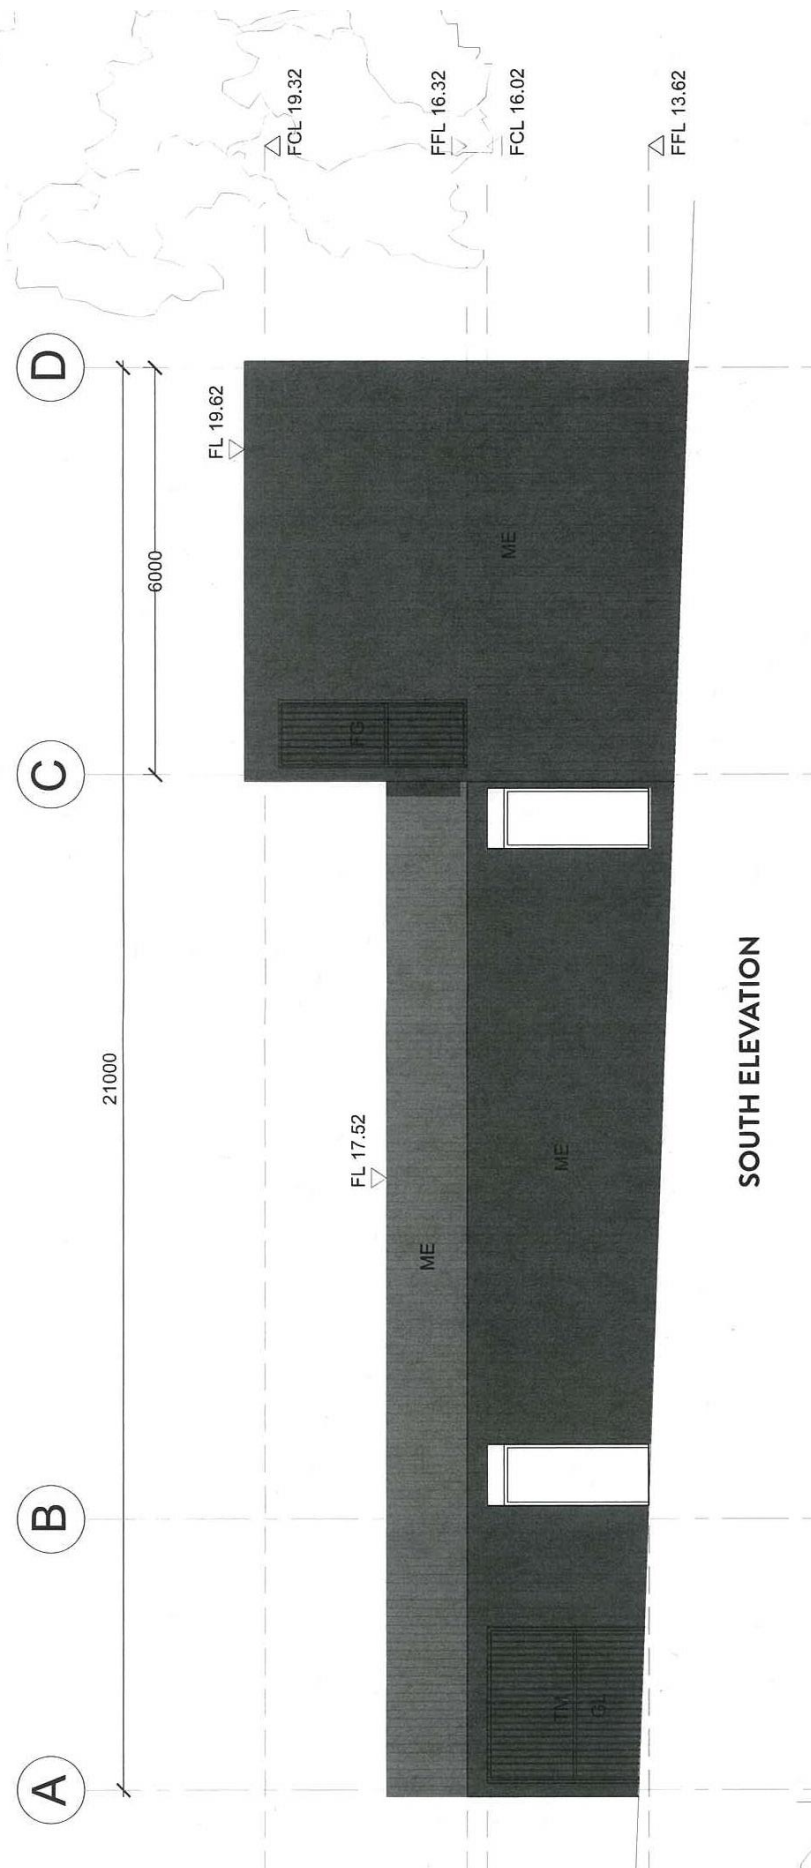 A B C D
21000
6000
FL 19.62
FCL 19.32
FL 17.52
FG
ME
FFL 16.32
ME
FCL 16.02
TM
ME
GL
FFL 13.62
SOUTH ELEVATION